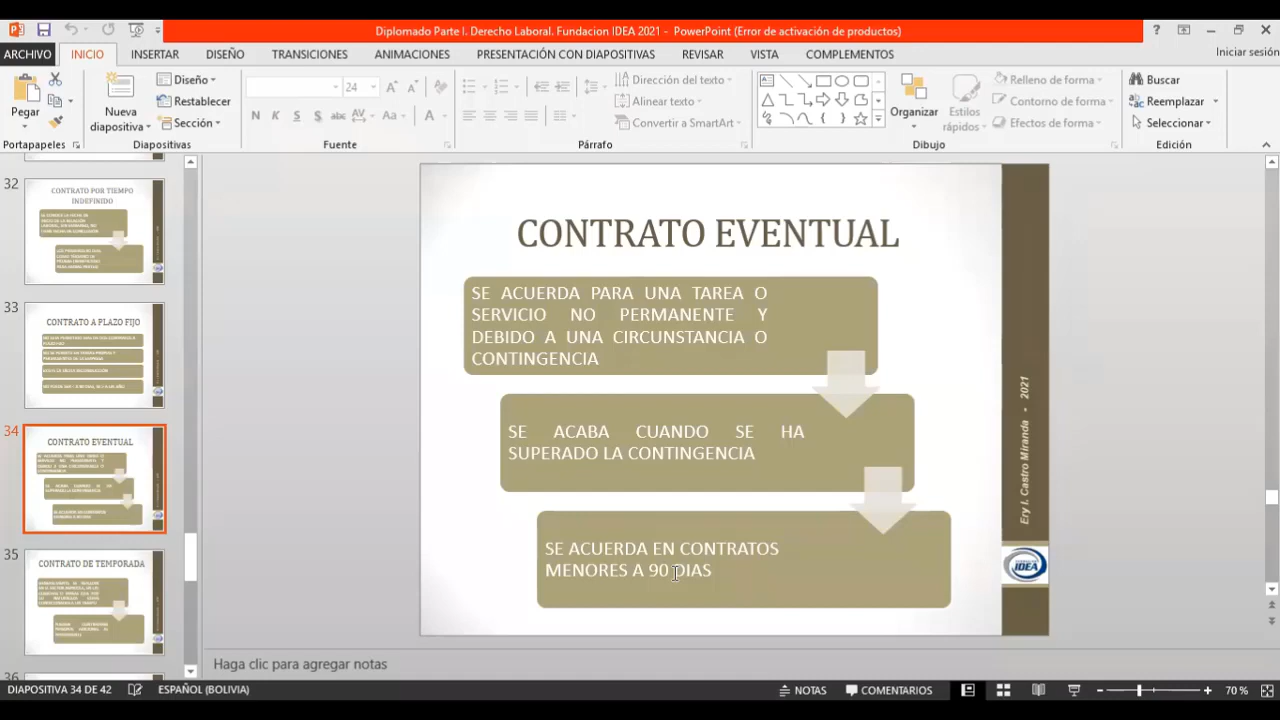 Diplomado Parte I. Derecho Laboral. Fundacion IDEA 2021 - PowerPoint (Error de activación de productos)
ARCHIVO INICIO INSERTAR DISEÑO TRANSICIONES ANIMACIONES PRESENTACIÓN CON DIAPOSITIVAS REVISAR VISTA COMPLEMENTOS Iniciar sesión
Pegar
Nueva
diapositiva
Diseño
Restablecer
Sección
24
N K S S abc AV Aa A
Dirección del texto
Alinear texto
Convertir a SmartArt
Organizar
Estilos
rápidos
Relleno de forma
Contorno de forma
Efectos de forma
Buscar
Reemplazar
Seleccionar
Portapapeles Diapositivas Fuente Párrafo Dibujo Edición
32
CONTRATO POR TIEMPO
INDEFINIDO
33
CONTRATO A PLAZO FIJO
34
CONTRATO EVENTUAL
35
CONTRATO DE TEMPORADA
36
CONTRATO EVENTUAL
SE ACUERDA PARA UNA TAREA O
SERVICIO NO PERMANENTE Y
DEBIDO A UNA CIRCUNSTANCIA O
CONTINGENCIA
SE ACABA CUANDO SE HA
SUPERADO LA CONTINGENCIA
SE ACUERDA EN CONTRATOS
MENORES A 90 DIAS
Ery I. Castro Miranda • 2021
IDEA
Haga clic para agregar notas
DIAPOSITIVA 34 DE 42 ESPAÑOL (BOLIVIA) NOTAS COMENTARIOS 70 %